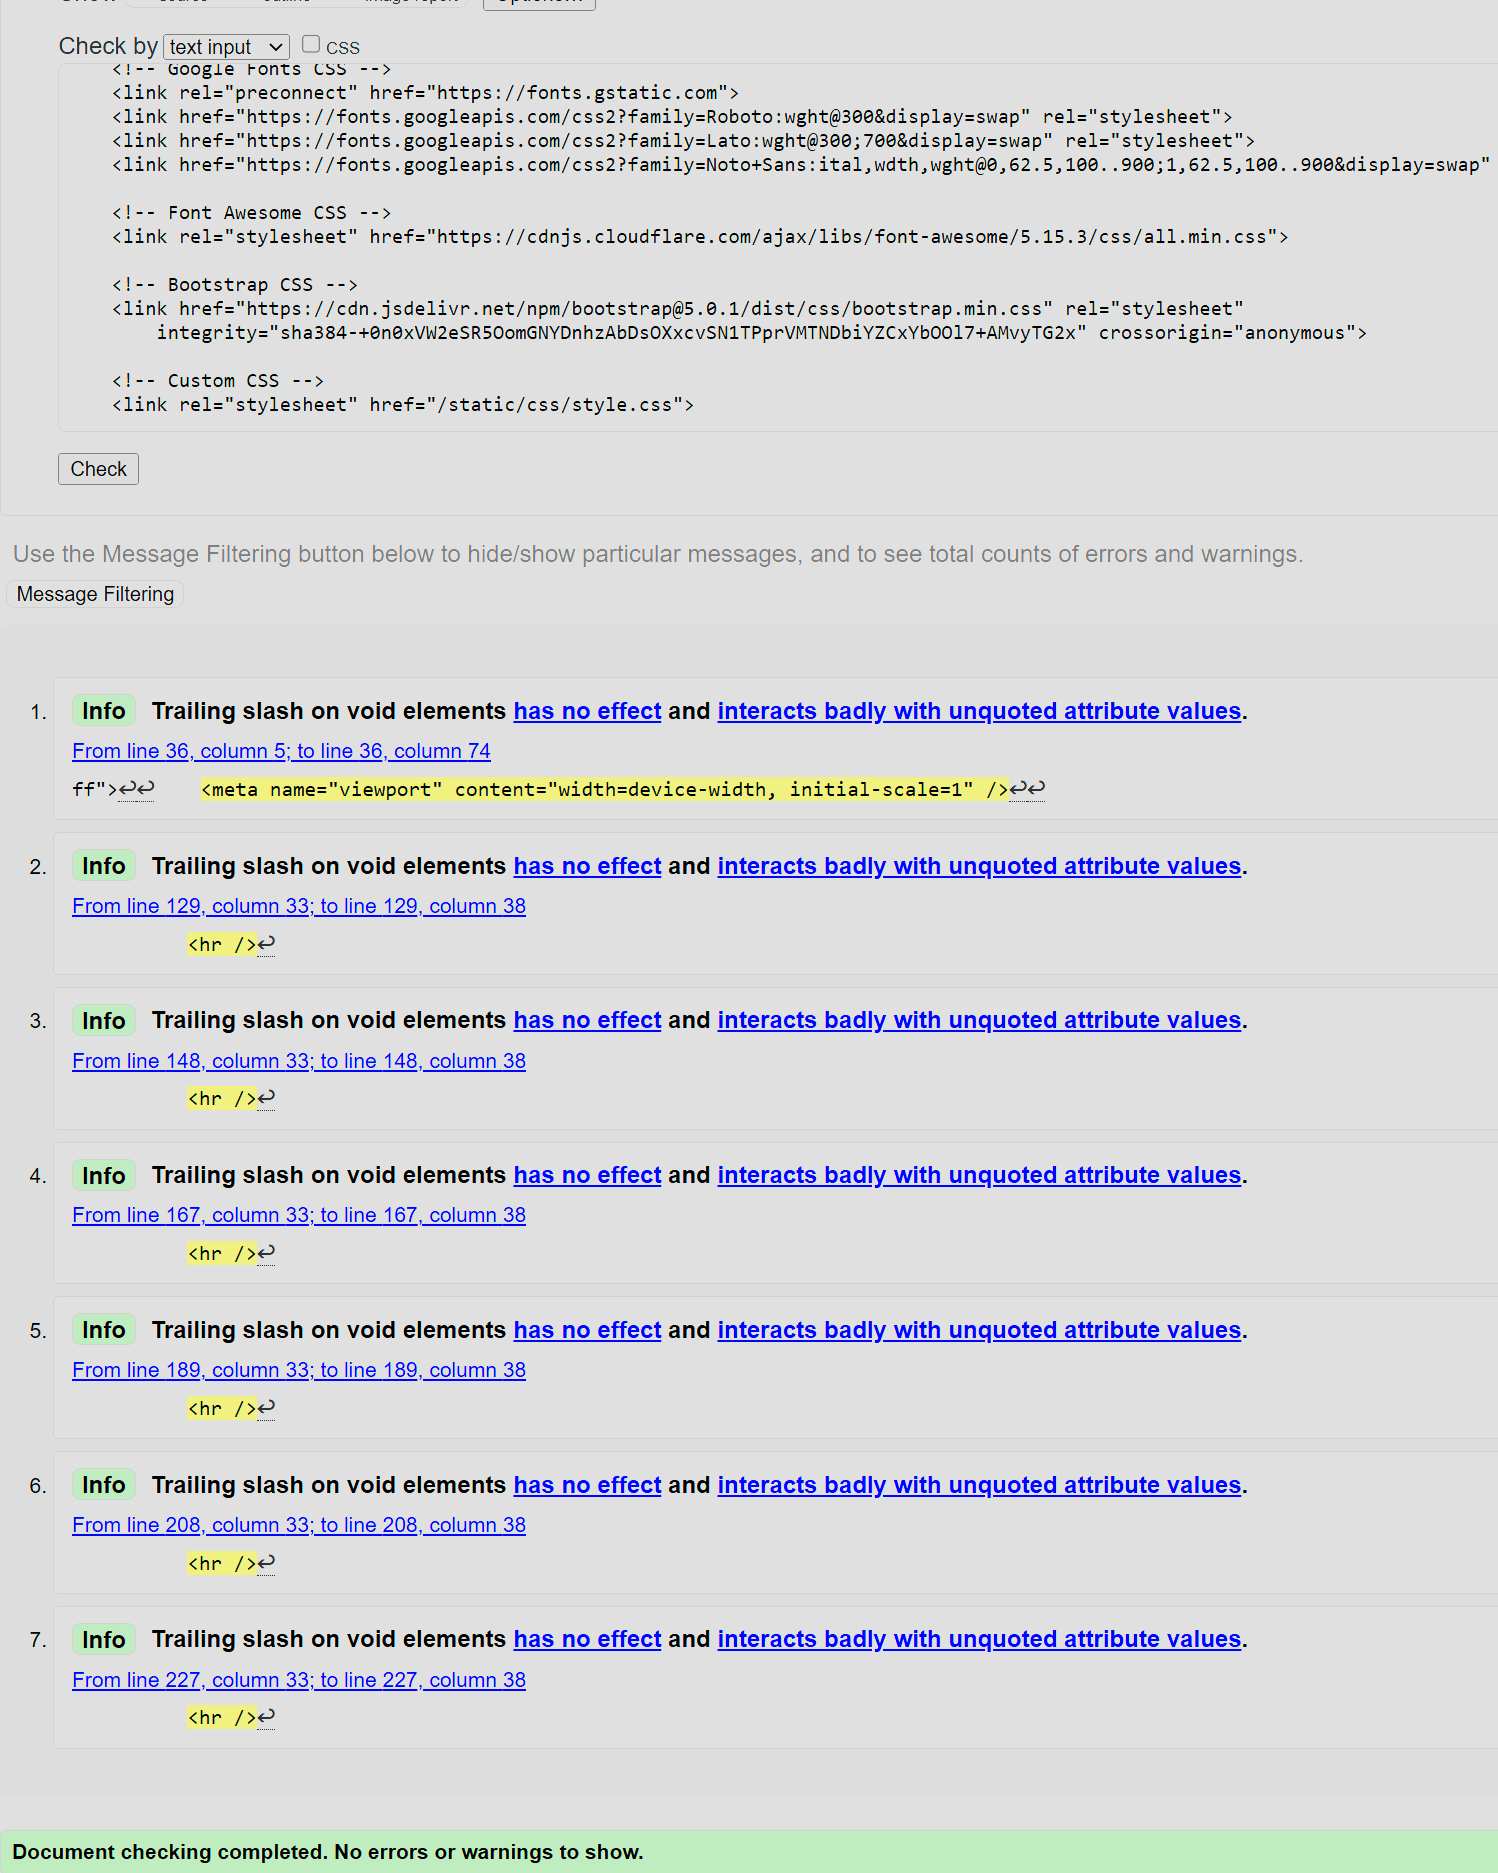 Check by text input CSS
<!-- Google Fonts CSS -->
<link rel="preconnect" href="https://fonts.gstatic.com">
<link href="https://fonts.googleapis.com/css2?family=Roboto:wght@300&display=swap" rel="stylesheet">
<link href="https://fonts.googleapis.com/css2?family=Lato:wght@300;700&display=swap" rel="stylesheet">
<link href="https://fonts.googleapis.com/css2?family=Noto+Sans:ital,wdth,wght@0,62.5,100..900;1,62.5,100..900&display=swap"
<!-- Font Awesome CSS -->
<link rel="stylesheet" href="https://cdnjs.cloudflare.com/ajax/libs/font-awesome/5.15.3/css/all.min.css">
<!-- Bootstrap CSS -->
<link href="https://cdn.jsdelivr.net/npm/bootstrap@5.0.1/dist/css/bootstrap.min.css" rel="stylesheet"
integrity="sha384-+0n0xVW2eSR5OomGNYDnhzAbDsOXxcvSN1TPprVMTNDbiYZCxYbOOl7+AMvyTG2x" crossorigin="anonymous">
<!-- Custom CSS -->
<link rel="stylesheet" href="/static/css/style.css">
Check
Use the Message Filtering button below to hide/show particular messages, and to see total counts of errors and warnings.
Message Filtering
1. Info Trailing slash on void elements has no effect and interacts badly with unquoted attribute values.
From line 36, column 5; to line 36, column 74
ff">↩↩ <meta name="viewport" content="width=device-width, initial-scale=1" />↩↩
2. Info Trailing slash on void elements has no effect and interacts badly with unquoted attribute values.
From line 129, column 33; to line 129, column 38
<hr />↩
3. Info Trailing slash on void elements has no effect and interacts badly with unquoted attribute values.
From line 148, column 33; to line 148, column 38
<hr />↩
4. Info Trailing slash on void elements has no effect and interacts badly with unquoted attribute values.
From line 167, column 33; to line 167, column 38
<hr />↩
5. Info Trailing slash on void elements has no effect and interacts badly with unquoted attribute values.
From line 189, column 33; to line 189, column 38
<hr />↩
6. Info Trailing slash on void elements has no effect and interacts badly with unquoted attribute values.
From line 208, column 33; to line 208, column 38
<hr />↩
7. Info Trailing slash on void elements has no effect and interacts badly with unquoted attribute values.
From line 227, column 33; to line 227, column 38
<hr />↩
Document checking completed. No errors or warnings to show.